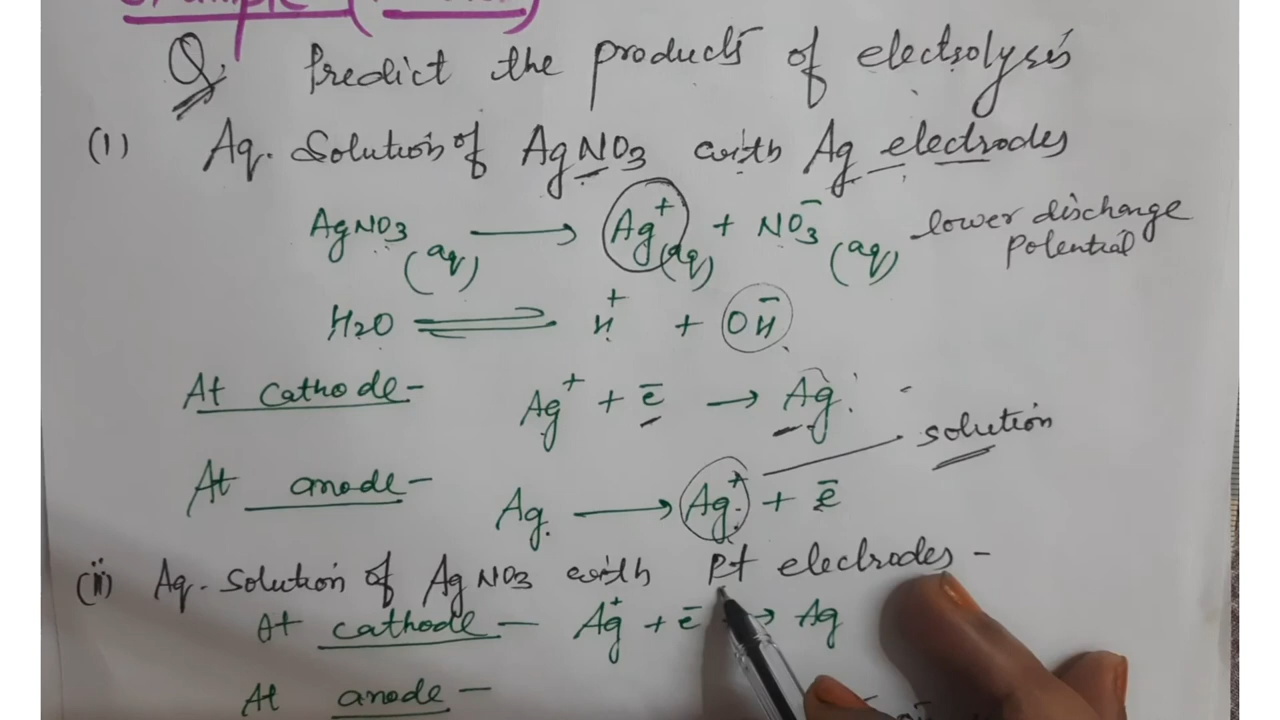 Q. Predict the products of electrolysis
(1) Aq. Solution of AgNO3 with Ag electrodes
AgNO3 (aq) → Ag+ (aq) + NO3- (aq) lower discharge potential
H2O ⇌ H+ + OH-
At cathode - Ag+ + e- → Ag
At anode - Ag → Ag+ + e- solution
(ii) Aq. Solution of AgNO3 with Pt electrodes -
At cathode - Ag+ + e- → Ag
At anode -